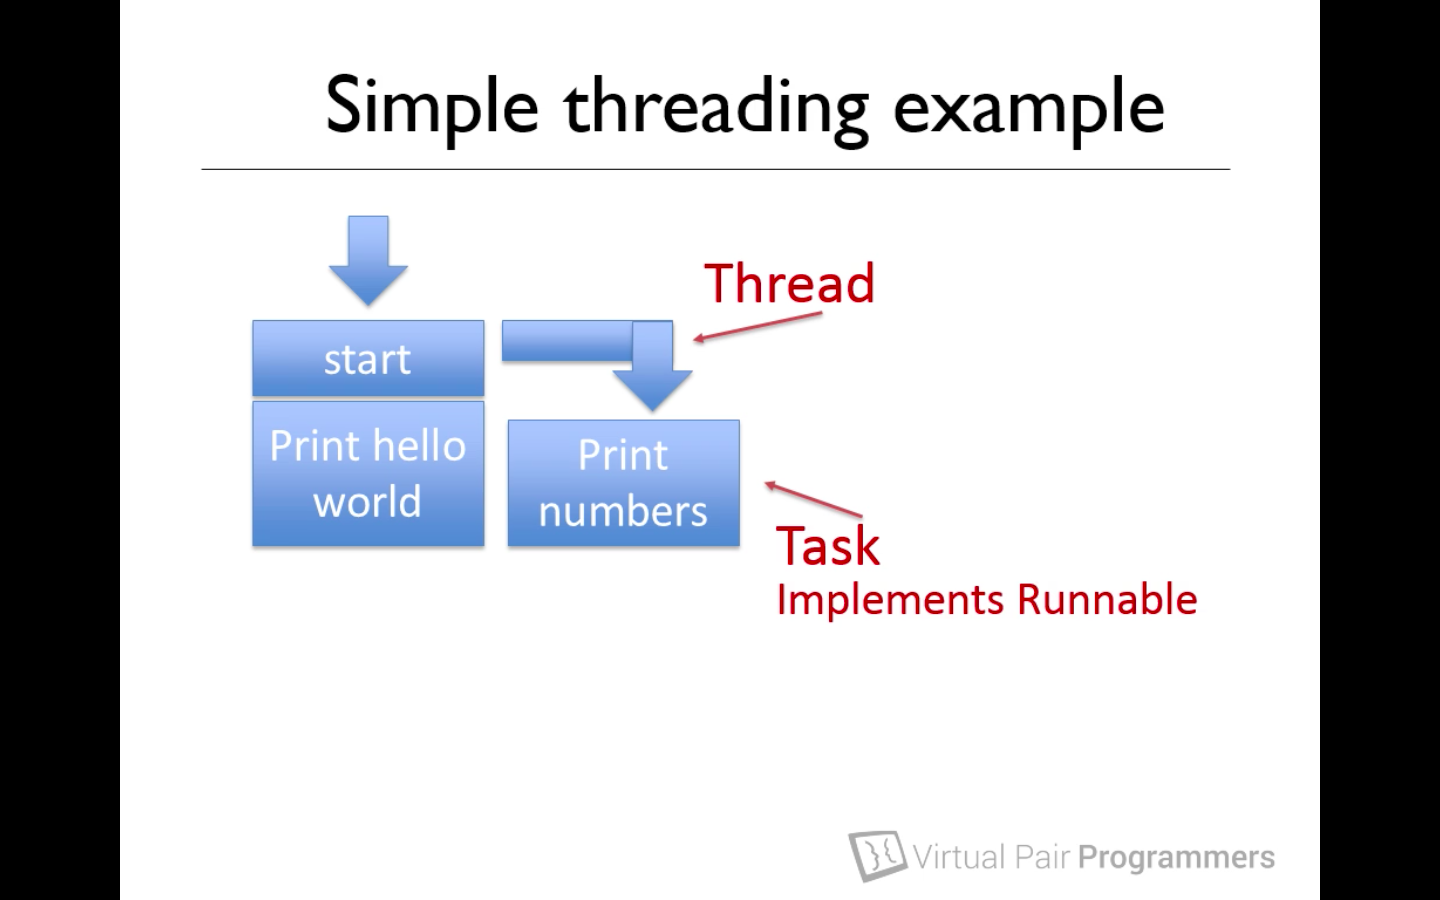 Simple threading example
Thread
start
Print hello
world
Print
numbers
Task
Implements Runnable
Virtual Pair Programmers